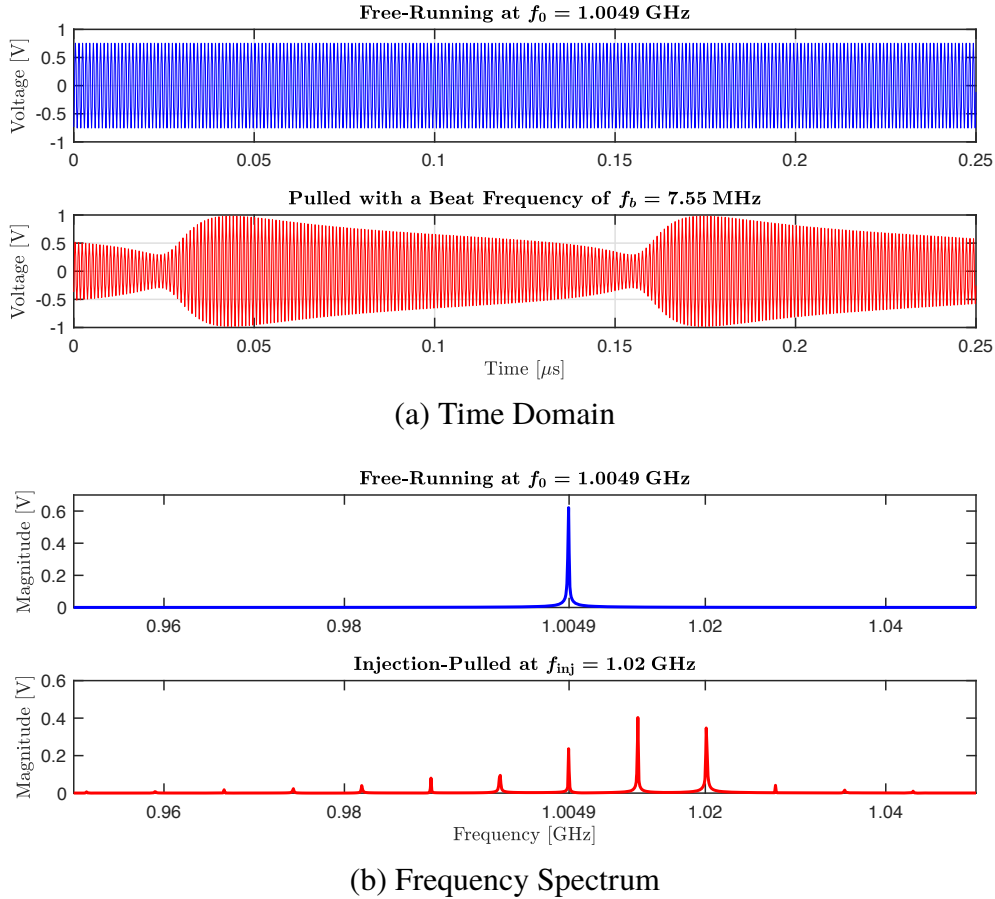 Free-Running at f₀ = 1.0049 GHz
Voltage [V]
1
0.5
0
-0.5
-1
0 0.05 0.1 0.15 0.2 0.25
Pulled with a Beat Frequency of f_b = 7.55 MHz
Voltage [V]
1
0.5
0
-0.5
-1
0 0.05 0.1 0.15 0.2 0.25
Time [μs]
(a) Time Domain
Free-Running at f₀ = 1.0049 GHz
Magnitude [V]
0.6
0.4
0.2
0
0.96 0.98 1.0049 1.02 1.04
Injection-Pulled at f_inj = 1.02 GHz
Magnitude [V]
0.6
0.4
0.2
0
0.96 0.98 1.0049 1.02 1.04
Frequency [GHz]
(b) Frequency Spectrum